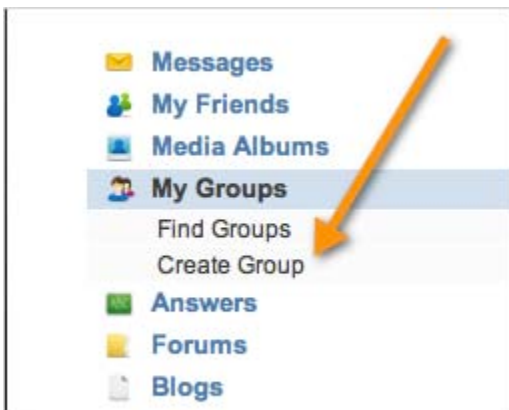 Messages
My Friends
Media Albums
My Groups
Find Groups
Create Group
Answers
Forums
Blogs